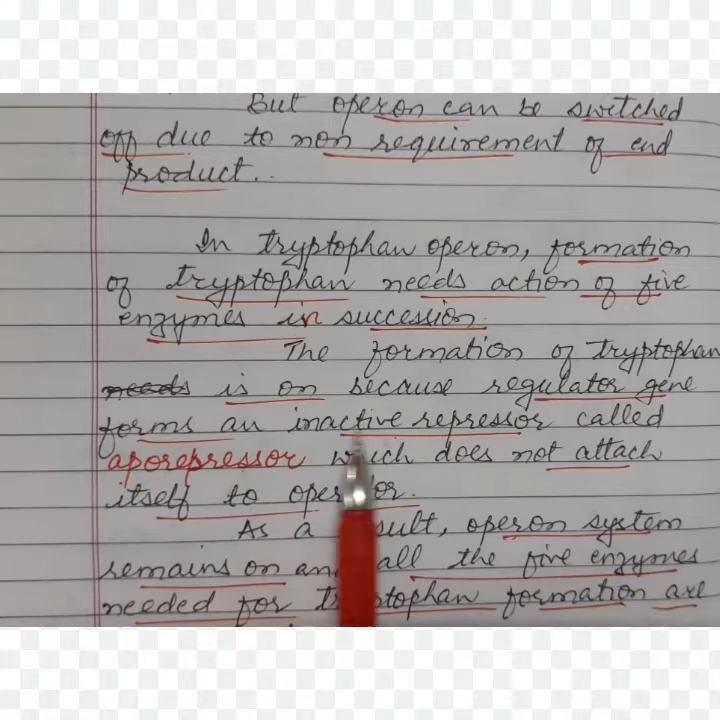 But operon can be switched
off due to non requirement of end
product..
In tryptophan operon, formation
of tryptophan needs action of five
enzymes in succession.
The formation of tryptophan
needs is on because regulator gene
forms an inactive repressor called
aporepressor which does not attach
itself to operator.
As a sult, operon system
remains on an all the five enzymes
needed for tryptophan formation are